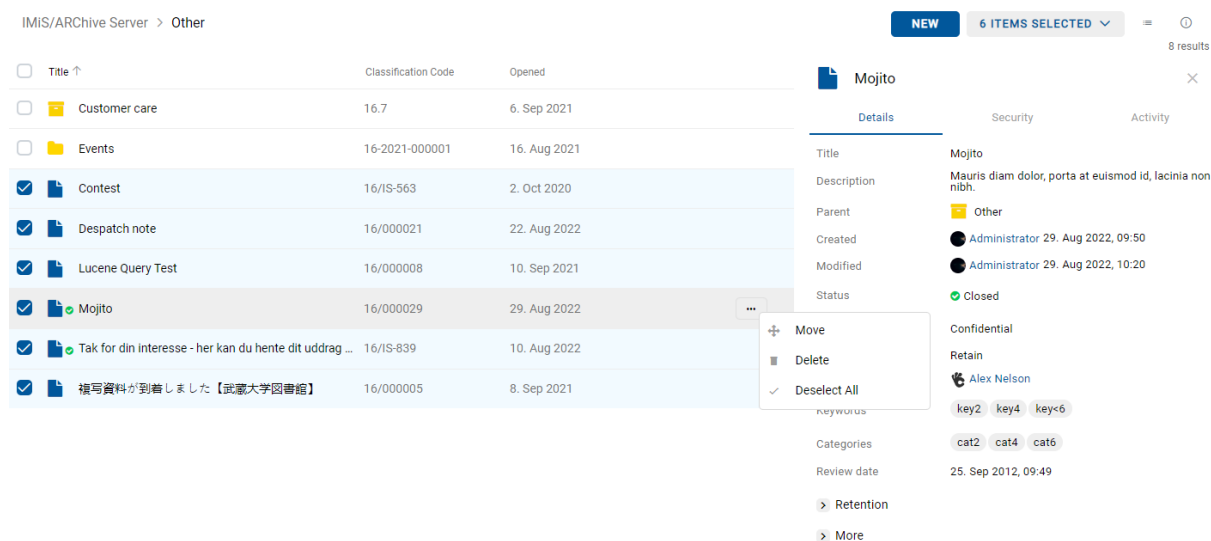 IMiS/ARChive Server > Other
NEW
6 ITEMS SELECTED
8 results
Title ↑ Classification Code Opened
Customer care 16.7 6. Sep 2021
Events 16-2021-000001 16. Aug 2021
Contest 16/IS-563 2. Oct 2020
Despatch note 16/000021 22. Aug 2022
Lucene Query Test 16/000008 10. Sep 2021
Mojito 16/000029 29. Aug 2022
Tak for din interesse - her kan du hente dit uddrag ... 16/IS-839 10. Aug 2022
複写資料が到着しました【武蔵大学図書館】 16/000005 8. Sep 2021
Move
Delete
Deselect All
Mojito
Details Security Activity
Title Mojito
Description Mauris diam dolor, porta at euismod id, lacinia non
nibh.
Parent Other
Created Administrator 29. Aug 2022, 09:50
Modified Administrator 29. Aug 2022, 10:20
Status Closed
Confidential
Retain
Alex Nelson
Keywords key2 key4 key<6
Categories cat2 cat4 cat6
Review date 25. Sep 2012, 09:49
> Retention
> More